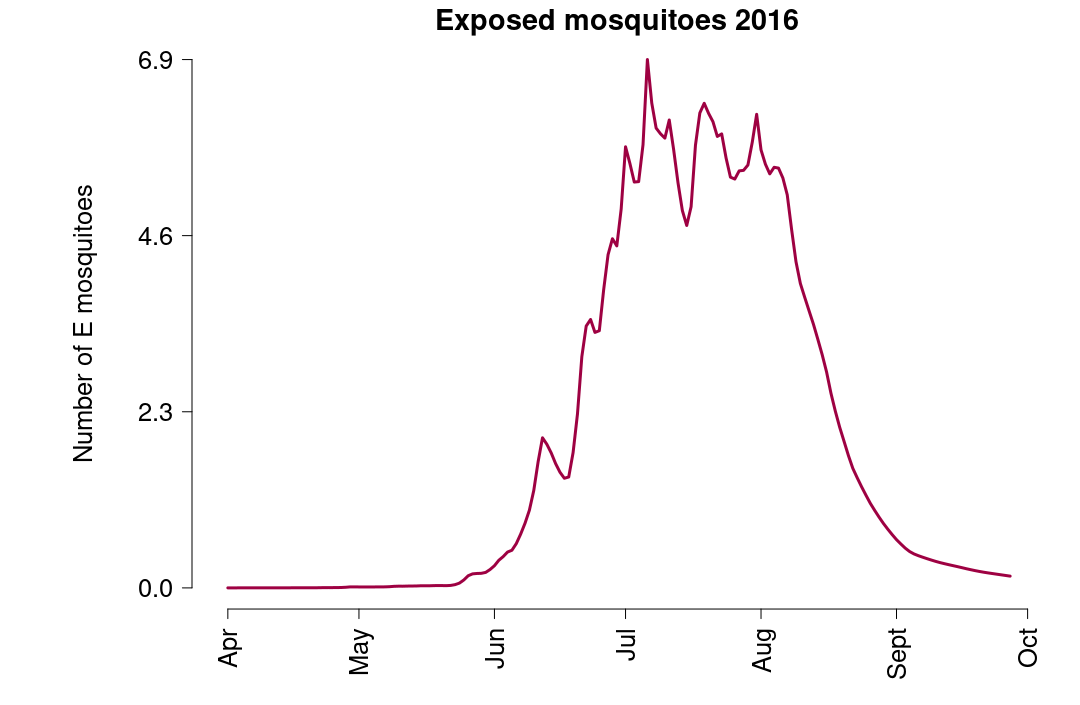 Exposed mosquitoes 2016
Number of E mosquitoes
6.9
4.6
2.3
0.0
Apr
May
Jun
Jul
Aug
Sept
Oct